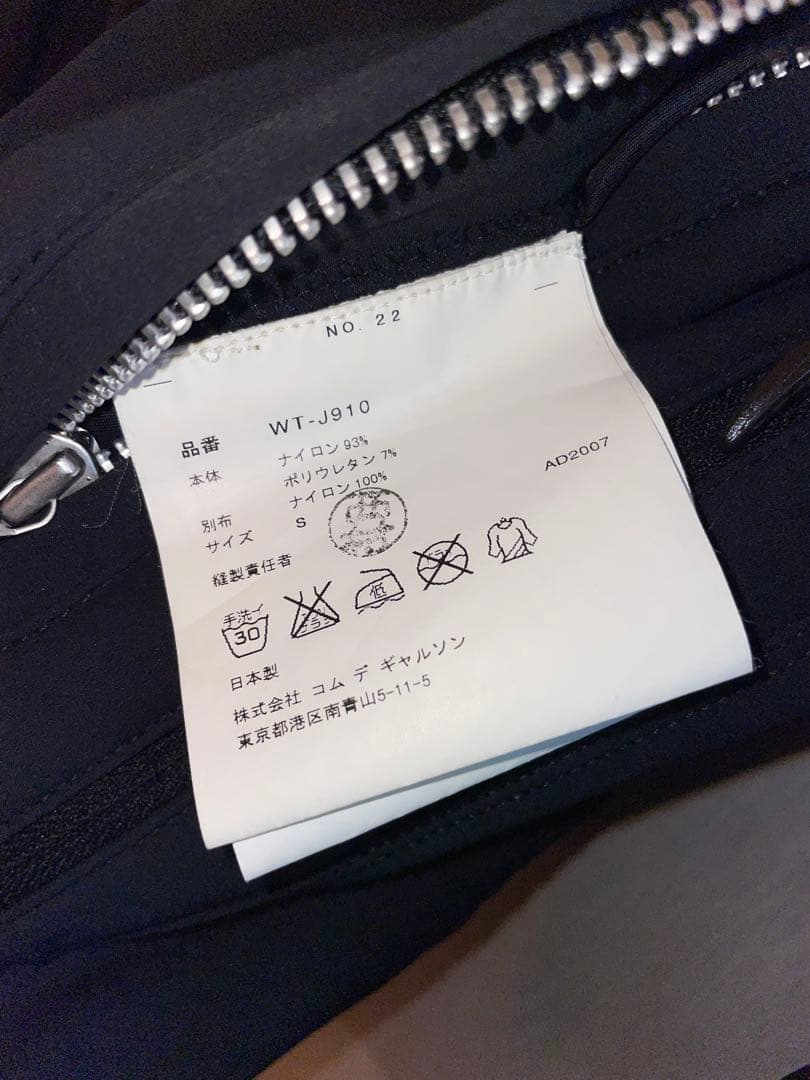 NO. 22
品番 WT-J910
本体 ナイロン 93%
ポリウレタン 7%
別布 ナイロン 100%
サイズ S
AD2007
縫製責任者
手洗イ
30
低
日本製
株式会社 コム デ ギャルソン
東京都港区南青山5-11-5